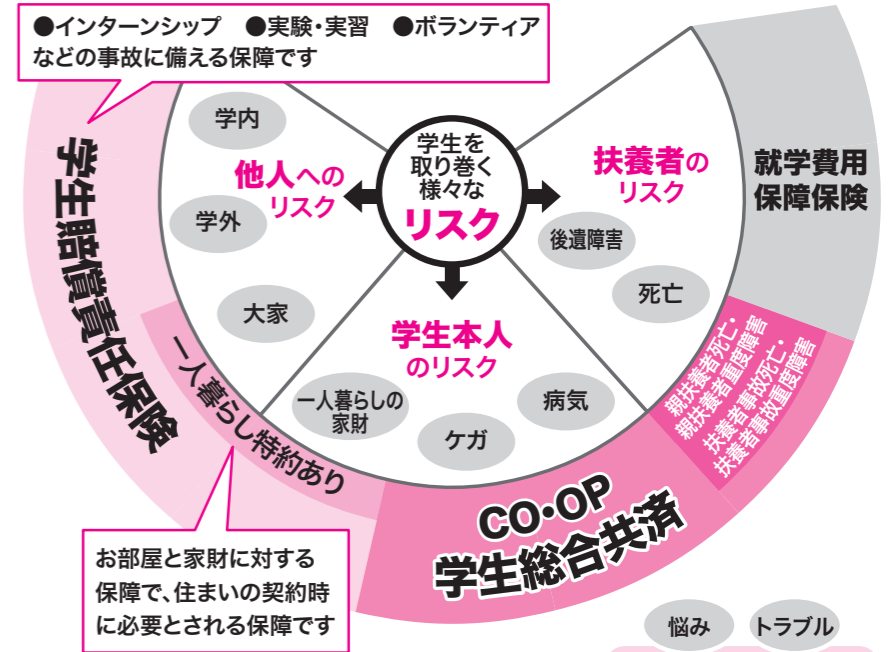 ●インターンシップ ●実験・実習 ●ボランティア
などの事故に備える保障です
学生を
取り巻く
様々な
リスク
他人への
リスク
学内
学外
大家
学生本人
のリスク
一人暮らしの
家財
ケガ
病気
扶養者の
リスク
後遺障害
死亡
学生賠償責任保険
一人暮らし特約あり
お部屋と家財に対する
保障で、住まいの契約時
に必要とされる保障です
CO・OP
学生総合共済
親扶養者死亡・
親扶養者重度障害
扶養者事故死亡・
扶養者事故重度障害
就学費用
保障保険
悩み
トラブル